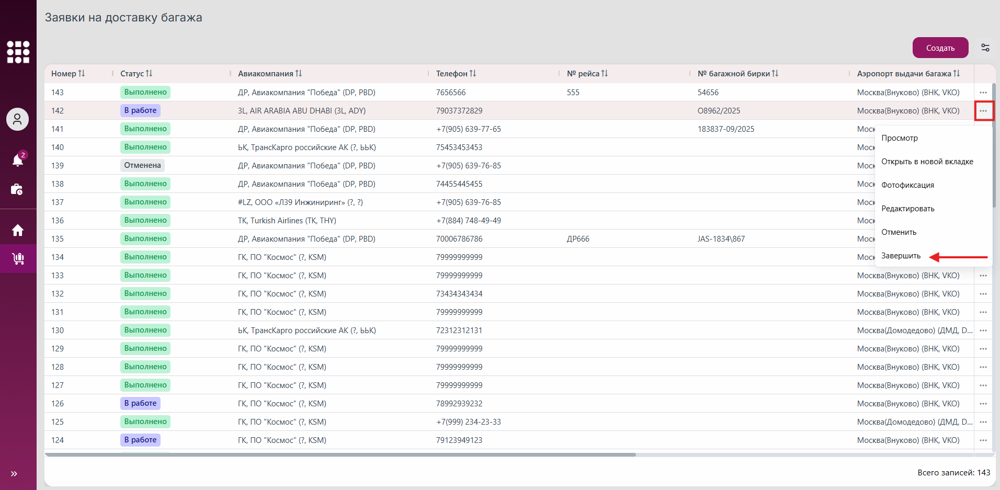 Заявки на доставку багажа
Создать
Номер Статус Авиакомпания Телефон № рейса № багажной бирки Аэропорт выдачи багажа
143 Выполнено ДР, Авиакомпания "Победа" (DP, PBD) 7656566 555 54656 Москва(Внуково) (ВНК, VKO) ...
142 В работе 3L, AIR ARABIA ABU DHABI (3L, ADY) 79037372829 О8962/2025 Москва(Внуково) (ВНК, VKO) ...
141 Выполнено ДР, Авиакомпания "Победа" (DP, PBD) +7(905) 639-77-65 183837-09/2025 Моск
Просмотр
140 Выполнено ЬК, ТрансКарго российские АК (?, ЬЬК) 75453453453 Моск
Открыть в новой вкладке
139 Отменена ДР, Авиакомпания "Победа" (DP, PBD) +7(905) 639-76-85 Моск
138 Выполнено ДР, Авиакомпания "Победа" (DP, PBD) 74455445455 Моск
Фотофиксация
137 Выполнено #LZ, ООО «ЛЗ9 Инжиниринг» (?, ?) +7(905) 639-76-85 Моск
Редактировать
136 Выполнено ТК, Turkish Airlines (TK, THY) +7(884) 748-49-49 Моск
Отменить
135 Выполнено ДР, Авиакомпания "Победа" (DP, PBD) 70006786786 ДР666 JAS-1834\867 Моск
Завершить
134 Выполнено ГК, ПО "Космос" (?, KSM) 79999999999 Моск
133 Выполнено ГК, ПО "Космос" (?, KSM) 79999999999 Москва(Внуково) (ВНК, VKO) ...
132 Выполнено ГК, ПО "Космос" (?, KSM) 73434343434 Москва(Внуково) (ВНК, VKO) ...
131 Выполнено ГК, ПО "Космос" (?, KSM) 79999999999 Москва(Внуково) (ВНК, VKO) ...
130 Выполнено ЬК, ТрансКарго российские АК (?, ЬЬК) 72312312131 Москва(Домодедово) (ДМД, D... ...
129 Выполнено ГК, ПО "Космос" (?, KSM) 79999999999 Москва(Внуково) (ВНК, VKO) ...
128 Выполнено ГК, ПО "Космос" (?, KSM) 79999999999 Москва(Внуково) (ВНК, VKO) ...
127 Выполнено ГК, ПО "Космос" (?, KSM) 79999999999 Москва(Внуково) (ВНК, VKO) ...
126 В работе ГК, ПО "Космос" (?, KSM) 78992939232 Москва(Внуково) (ВНК, VKO) ...
125 Выполнено ГК, ПО "Космос" (?, KSM) +7(999) 234-23-33 Москва(Домодедово) (ДМД, D... ...
124 В работе ГК, ПО "Космос" (?, KSM) 79123949123 Москва(Внуково) (ВНК, VKO) ...
Всего записей: 143
2